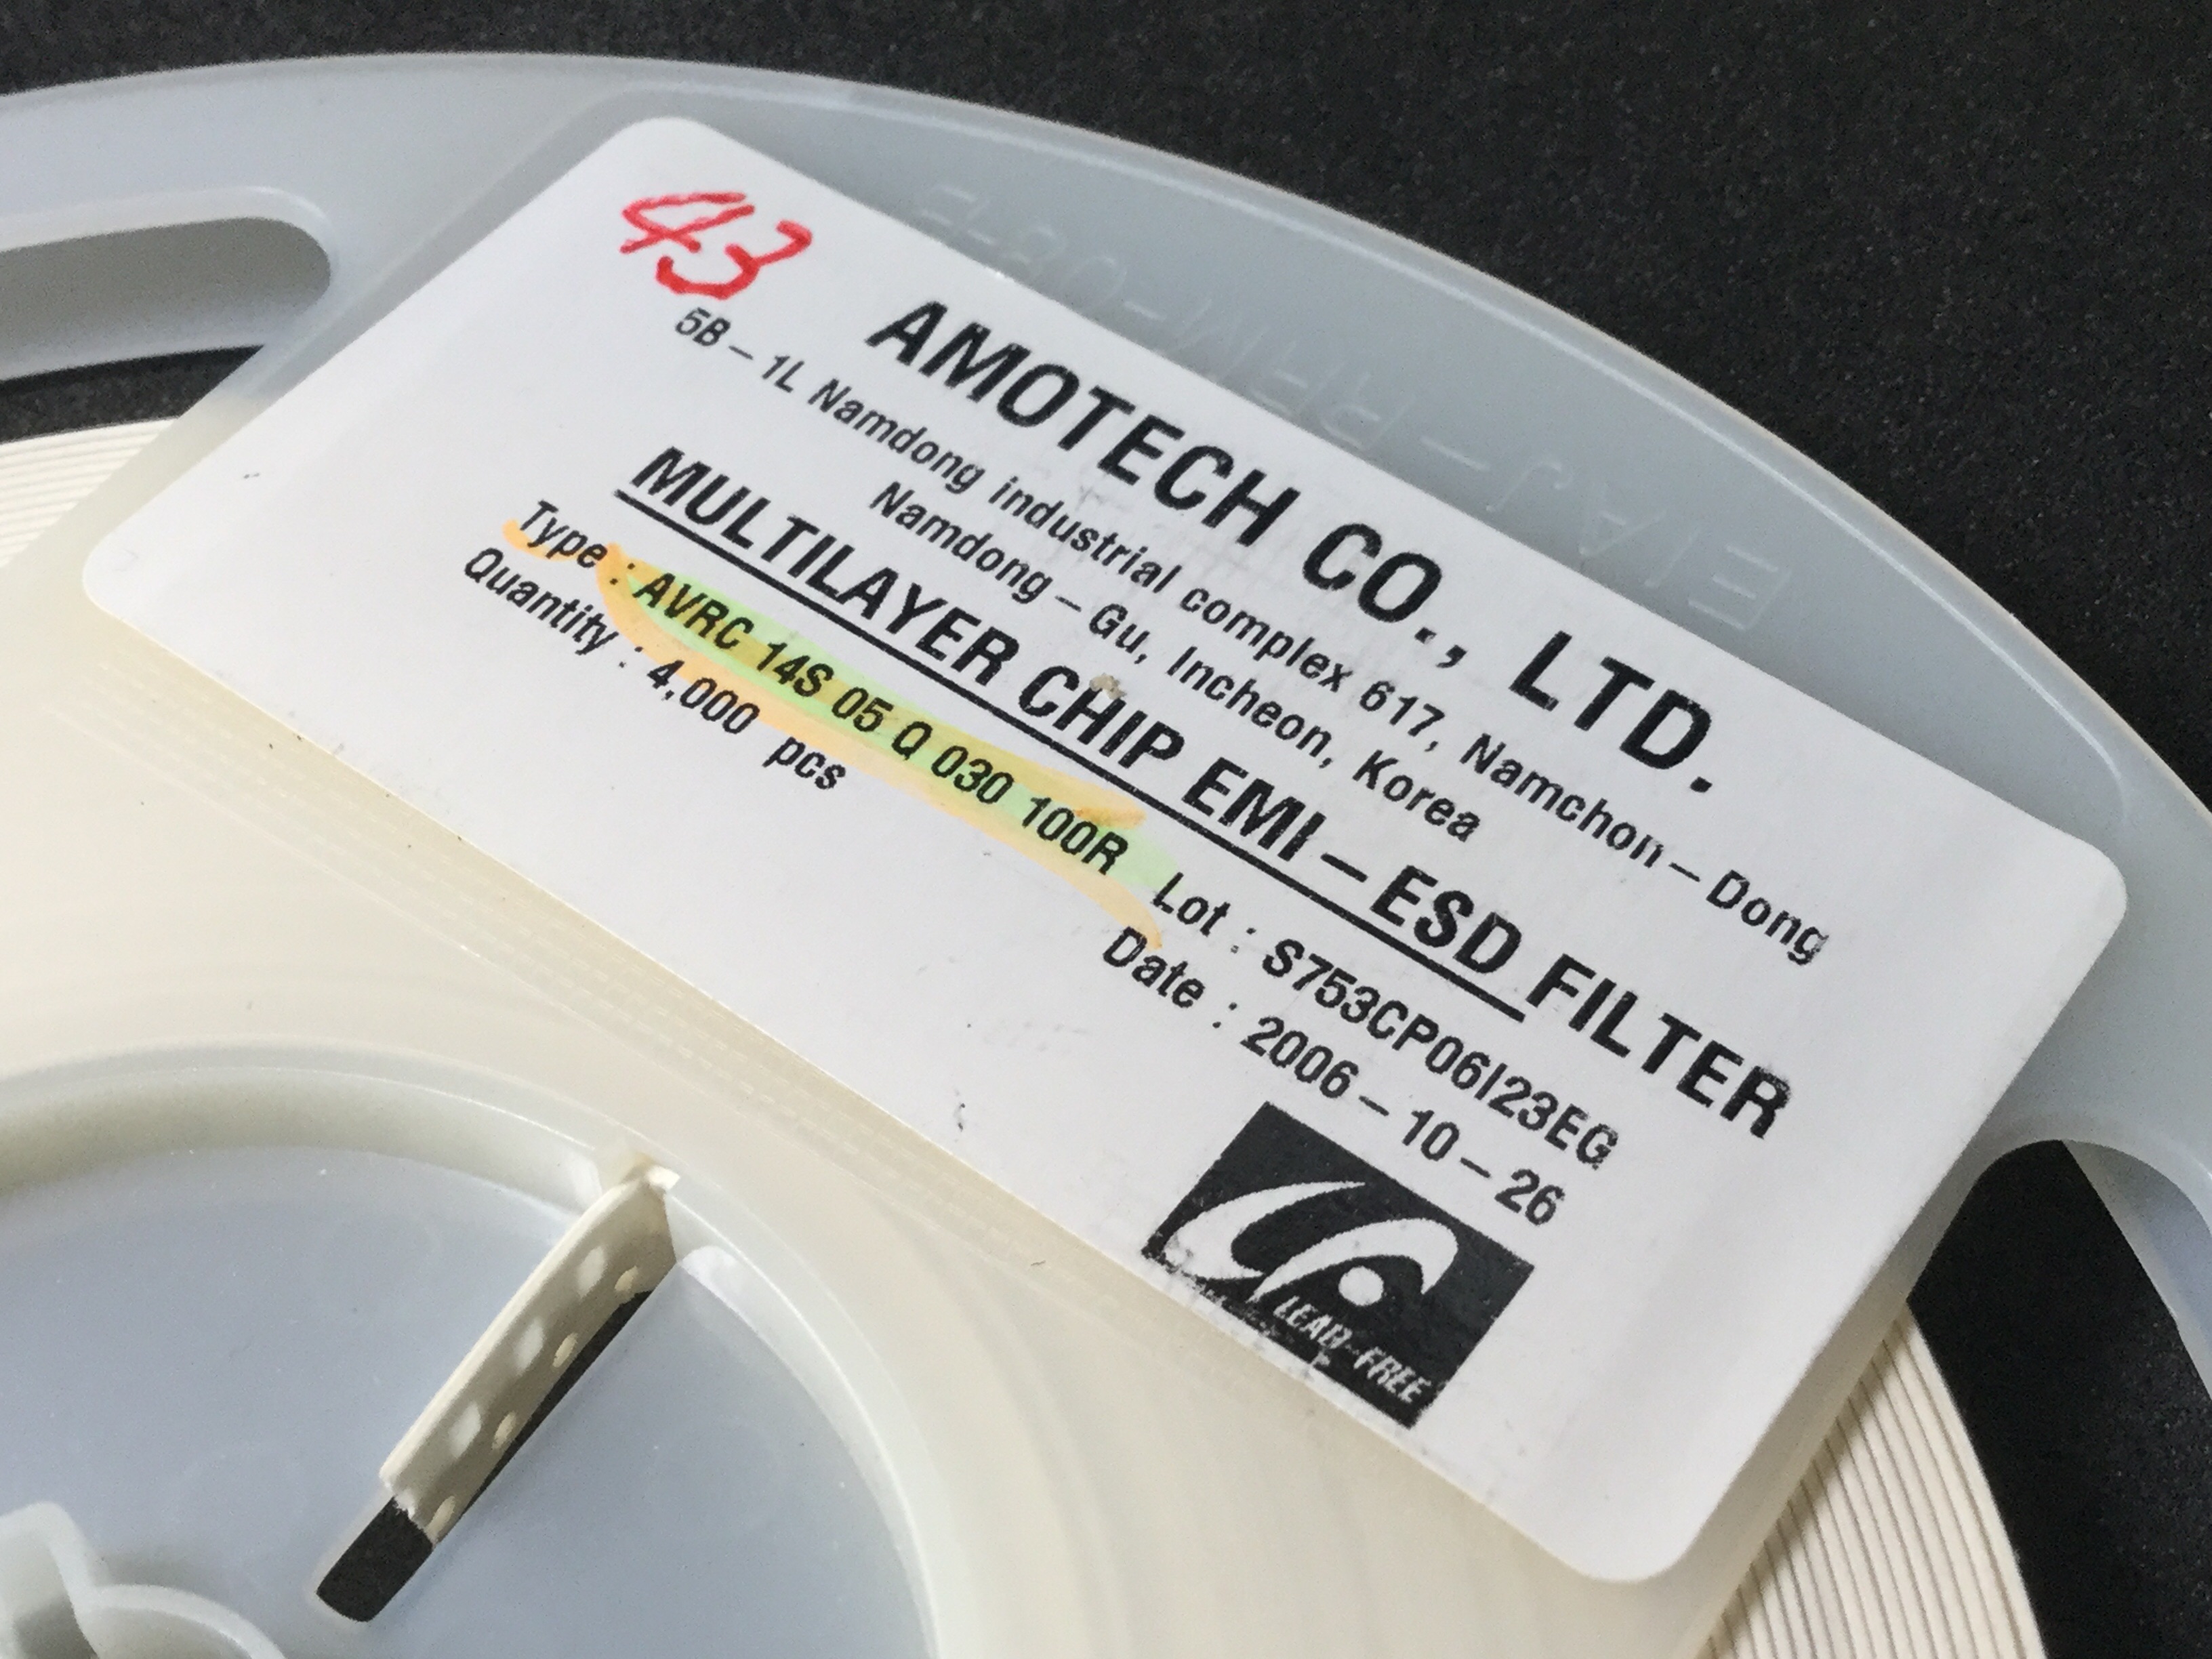 43
AMOTECH CO., LTD.
5B - 1L Namdong industrial complex 617, Namchon - Dong
Namdong - Gu, Incheon, Korea
MULTILAYER CHIP EMI - ESD FILTER
Type : AVRC 14S 05 Q 030 100R Lot : S753CP06I23EG
Quantity : 4,000 pcs Date : 2006 - 10 - 26
LEAD-FREE